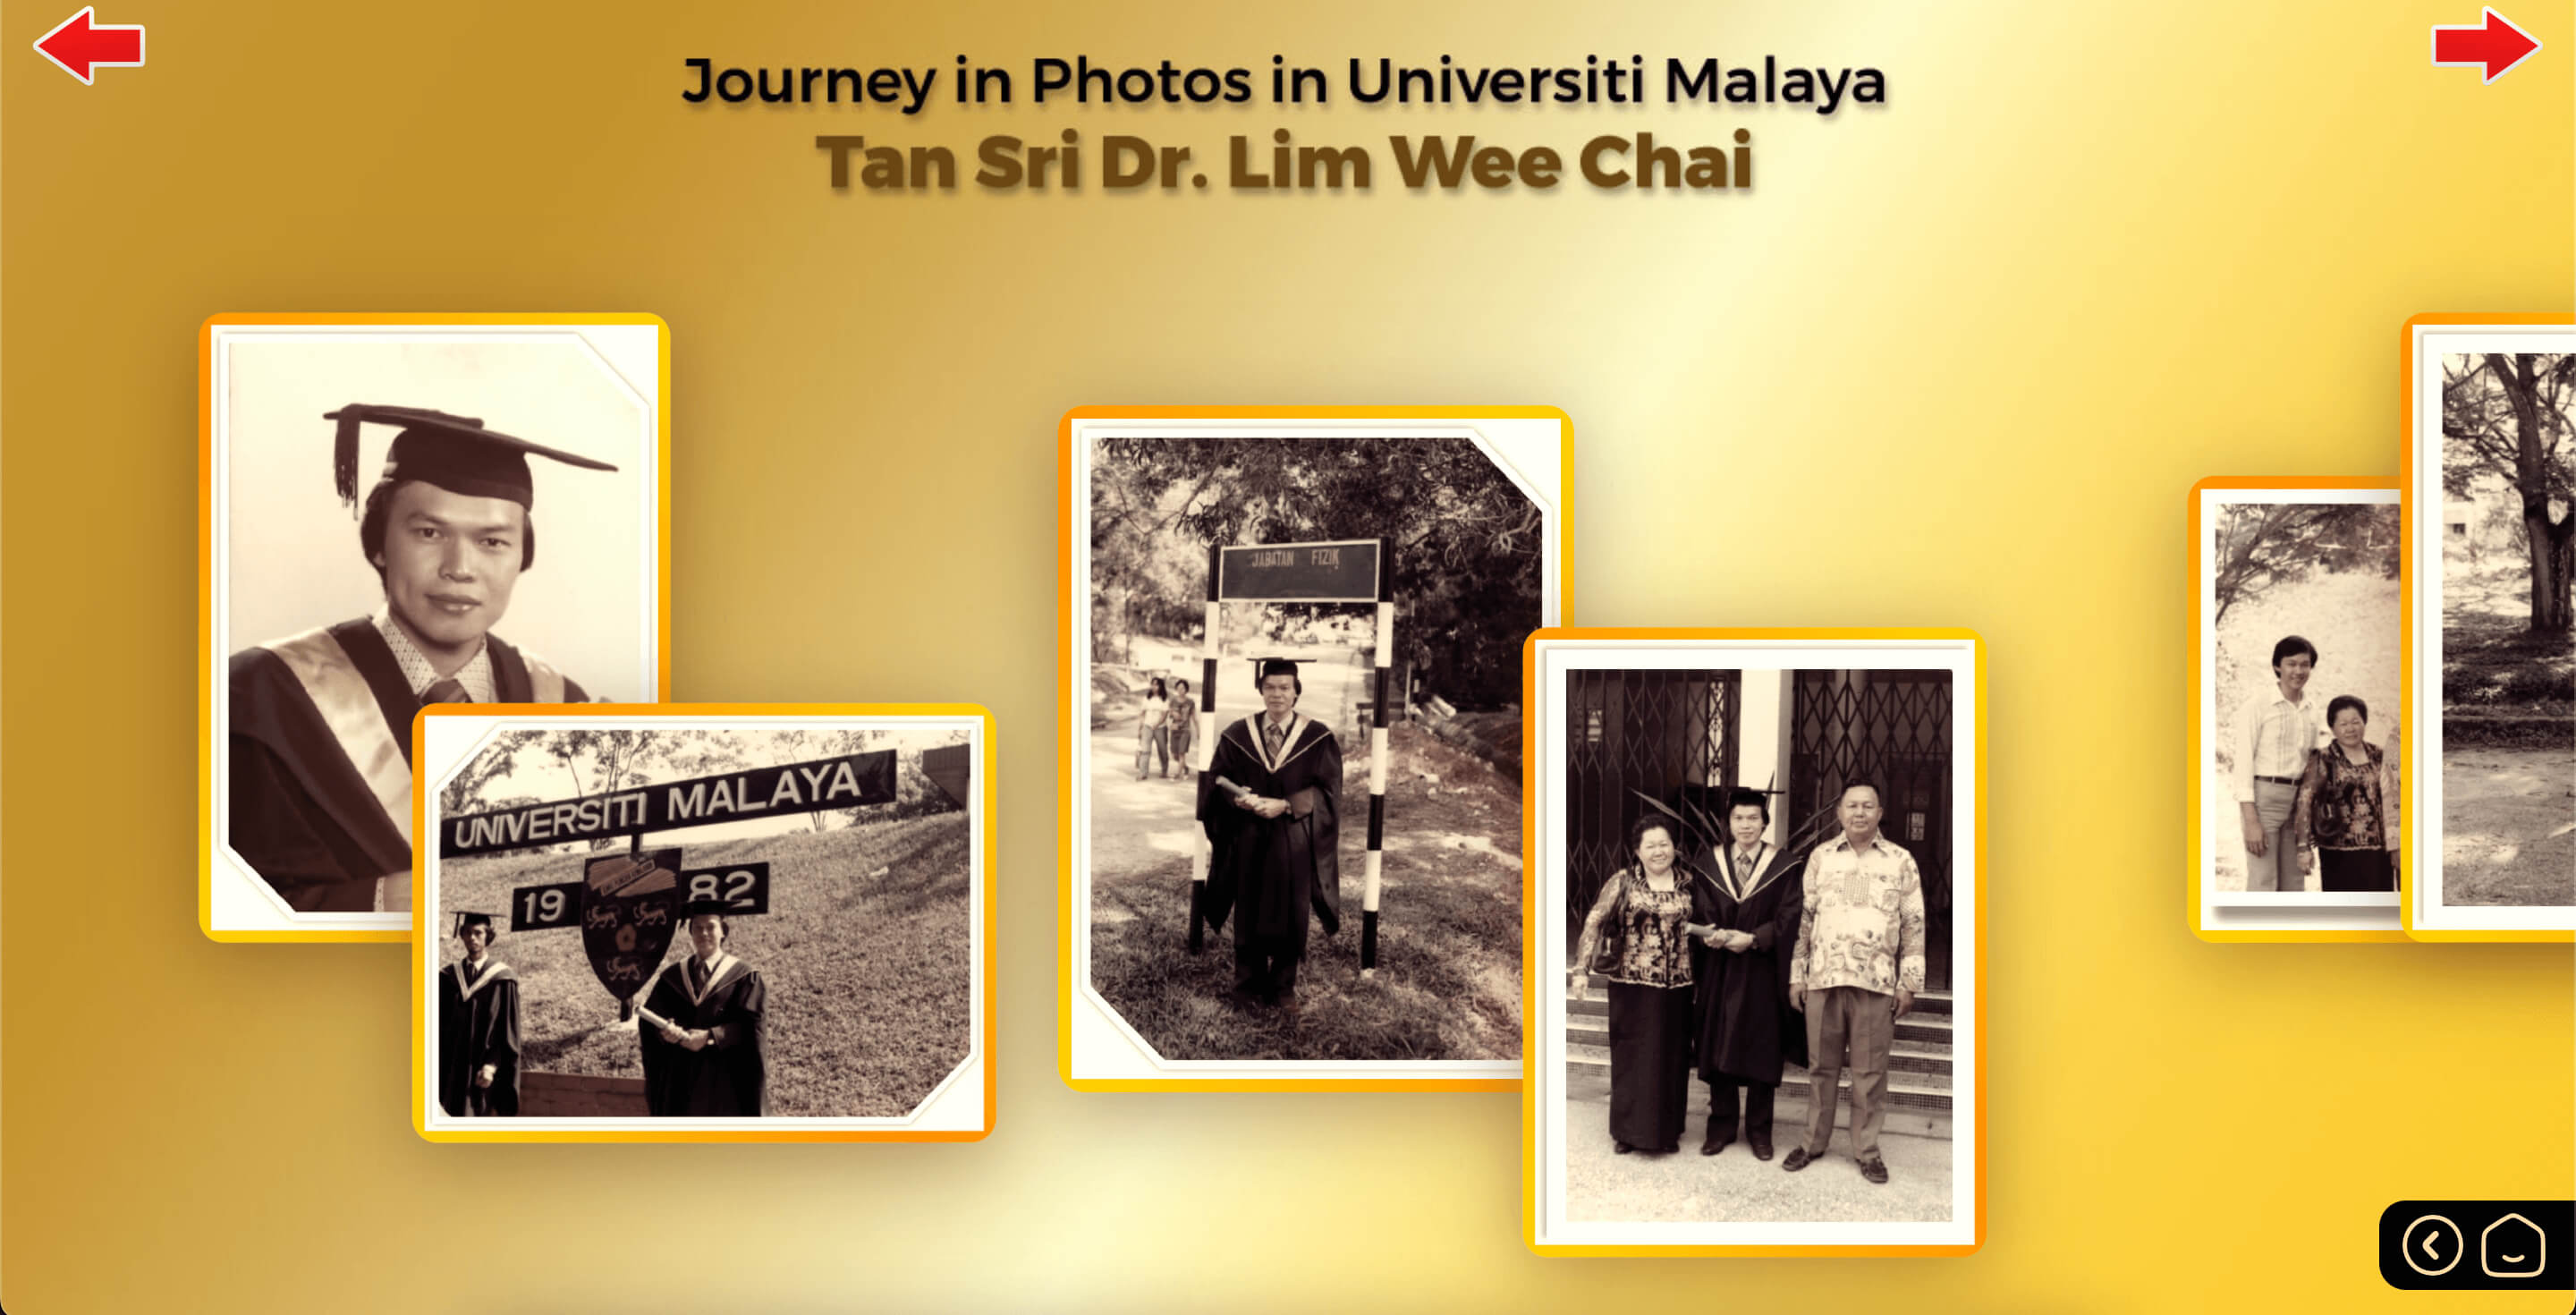 Journey in Photos in Universiti Malaya
Tan Sri Dr. Lim Wee Chai
JABATAN FIZIK
UNIVERSITI MALAYA
19 82